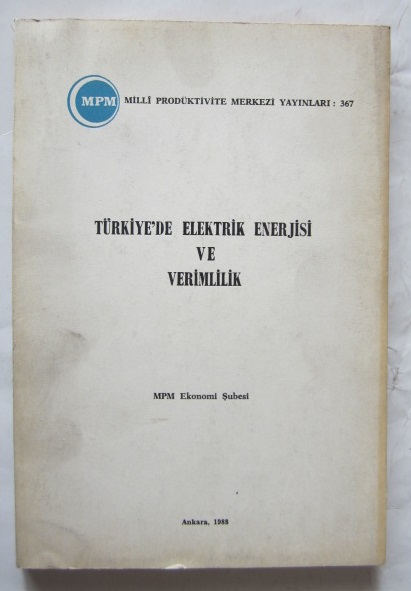 MPM MİLLÎ PRODÜKTİVİTE MERKEZİ YAYINLARI : 367
TÜRKİYE'DE ELEKTRİK ENERJİSİ
VE
VERİMLİLİK
MPM Ekonomi Şubesi
Ankara, 1988